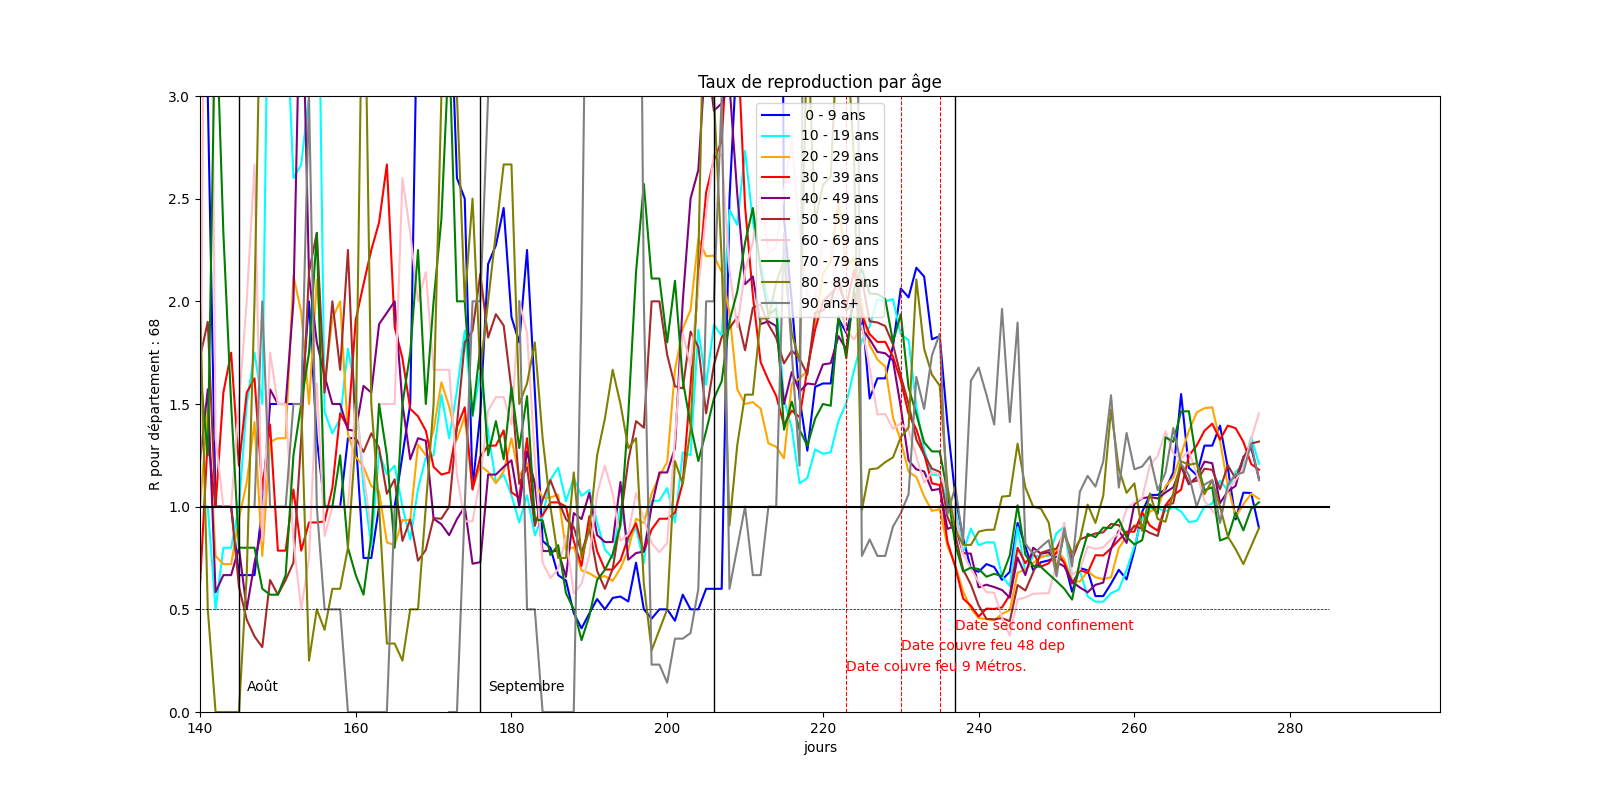 Taux de reproduction par âge
3.0
2.5
2.0
1.5
1.0
0.5
0.0
R pour département : 68
0 - 9 ans
10 - 19 ans
20 - 29 ans
30 - 39 ans
40 - 49 ans
50 - 59 ans
60 - 69 ans
70 - 79 ans
80 - 89 ans
90 ans+
Date second confinement
Date couvre feu 48 dep
Date couvre feu 9 Métros.
Août
Septembre
140
160
180
200
220
240
260
280
jours